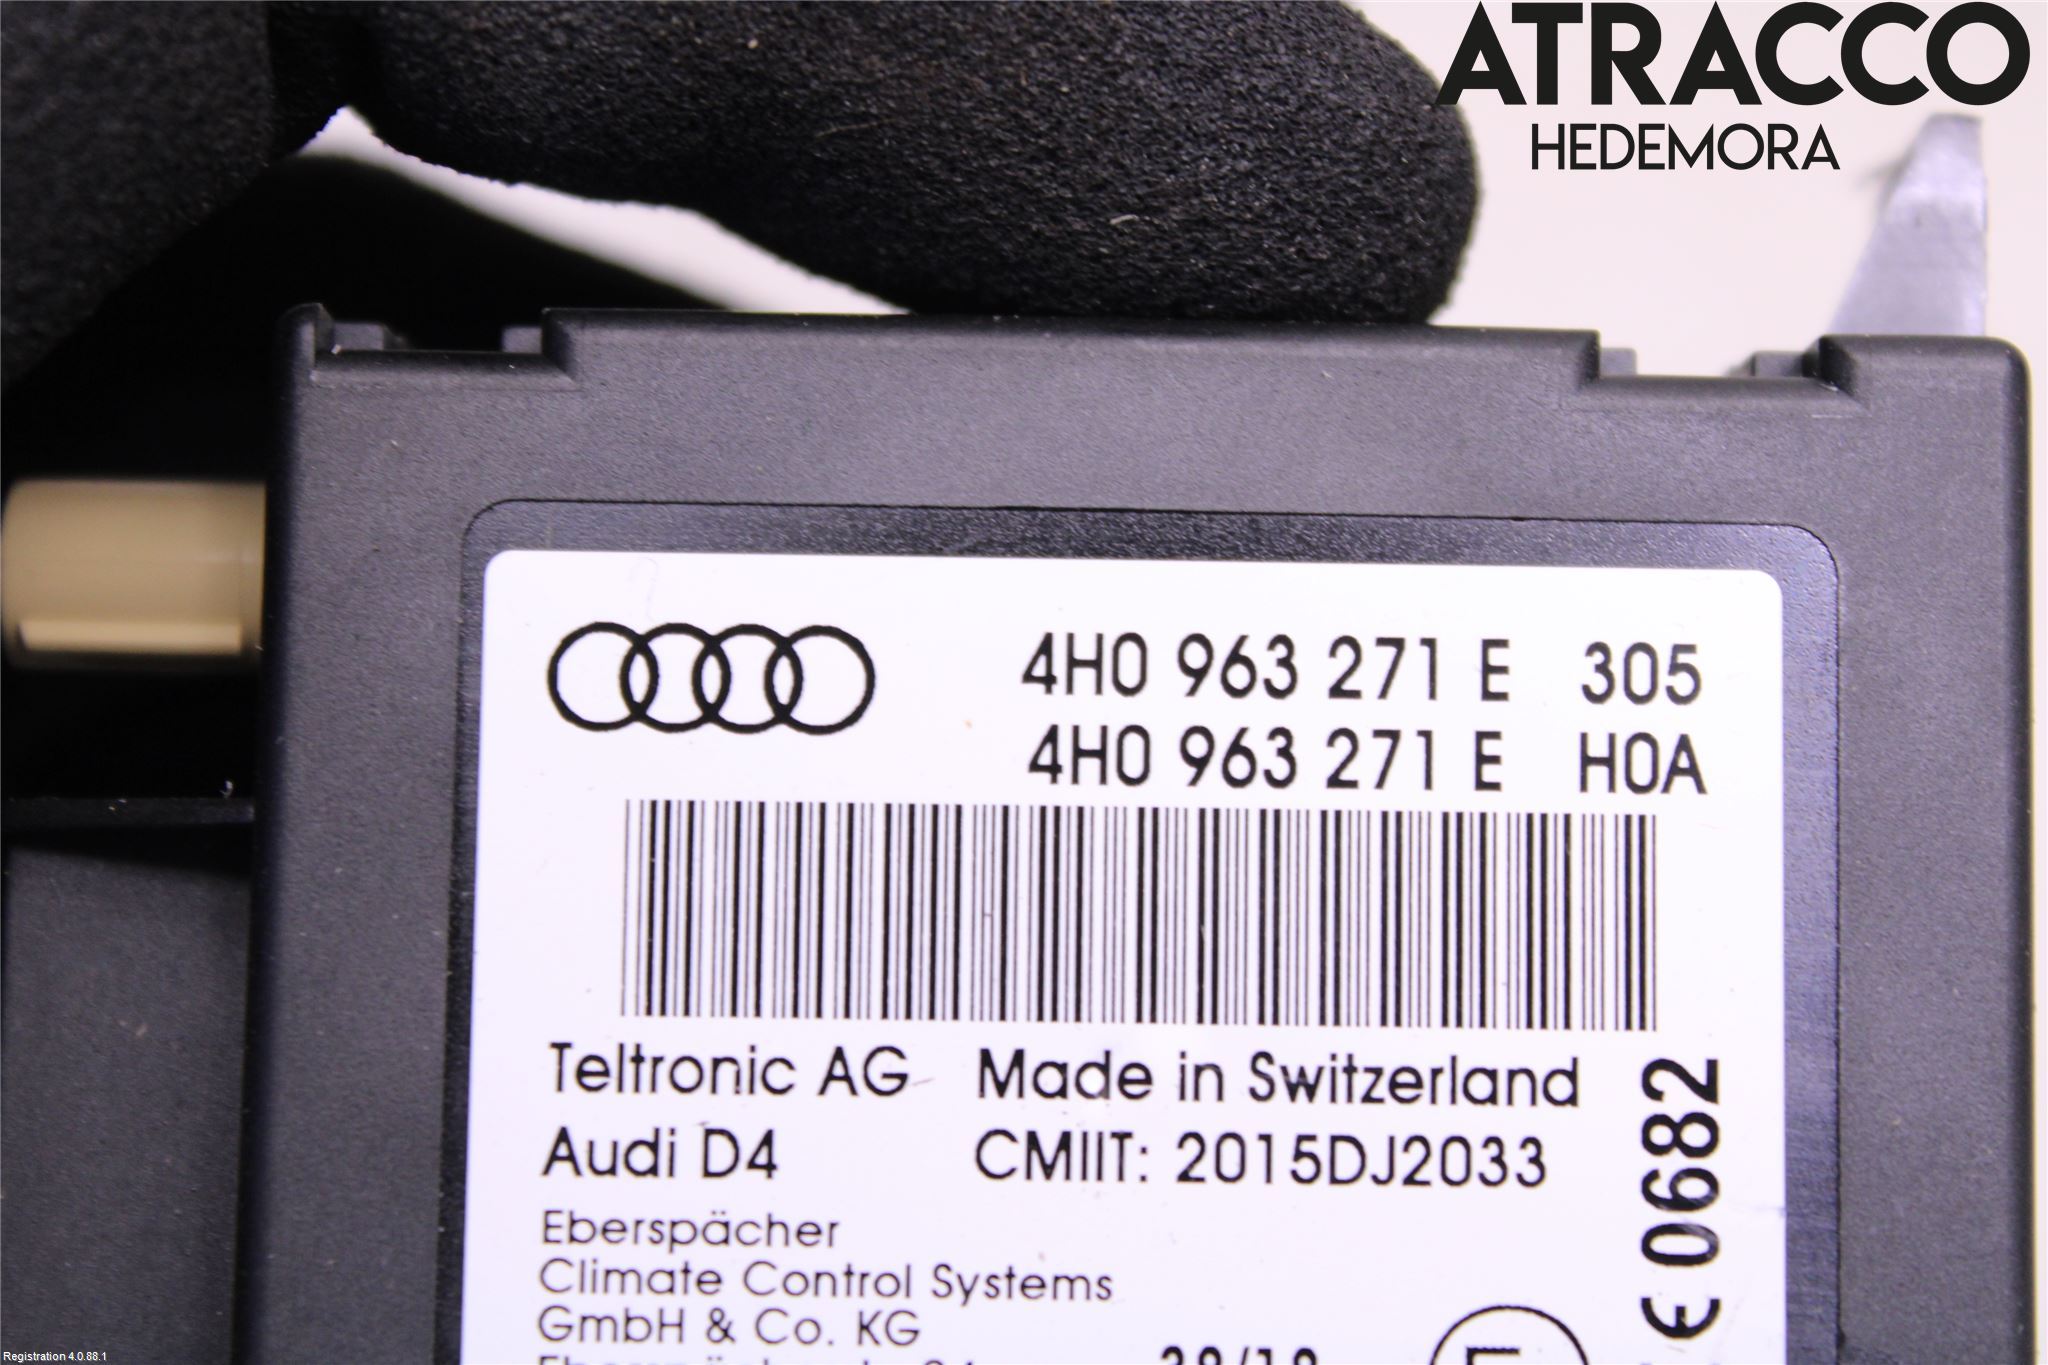 ATRACCO
HEDEMORA
4H0 963 271 E 305
4H0 963 271 E H0A
Teltronic AG Made in Switzerland
Audi D4 CMIIT: 2015DJ2033
Eberspächer
Climate Control Systems
GmbH & Co. KG
CE 0682
Registration 4.0.88.1